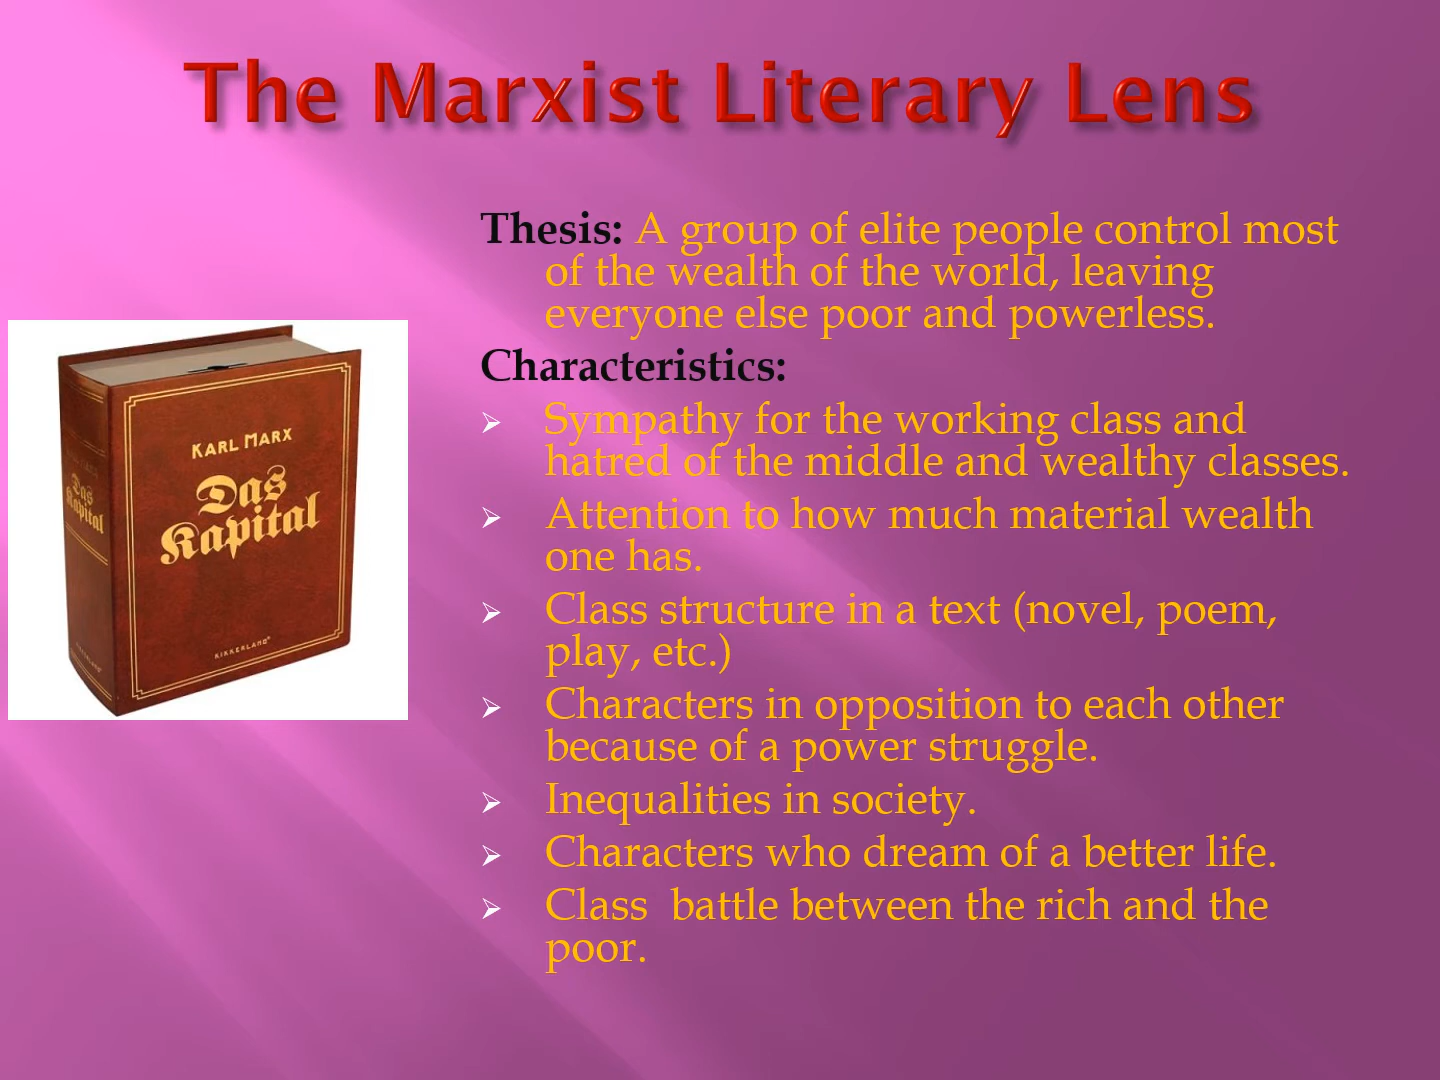 The Marxist Literary Lens
Thesis: A group of elite people control most
of the wealth of the world, leaving
everyone else poor and powerless.
Characteristics:
Sympathy for the working class and
hatred of the middle and wealthy classes.
Attention to how much material wealth
one has.
Class structure in a text (novel, poem,
play, etc.)
Characters in opposition to each other
because of a power struggle.
Inequalities in society.
Characters who dream of a better life.
Class  battle between the rich and the
poor.
KARL MARX
Das
Kapital
KIKKERLAND®
Das
Kapital